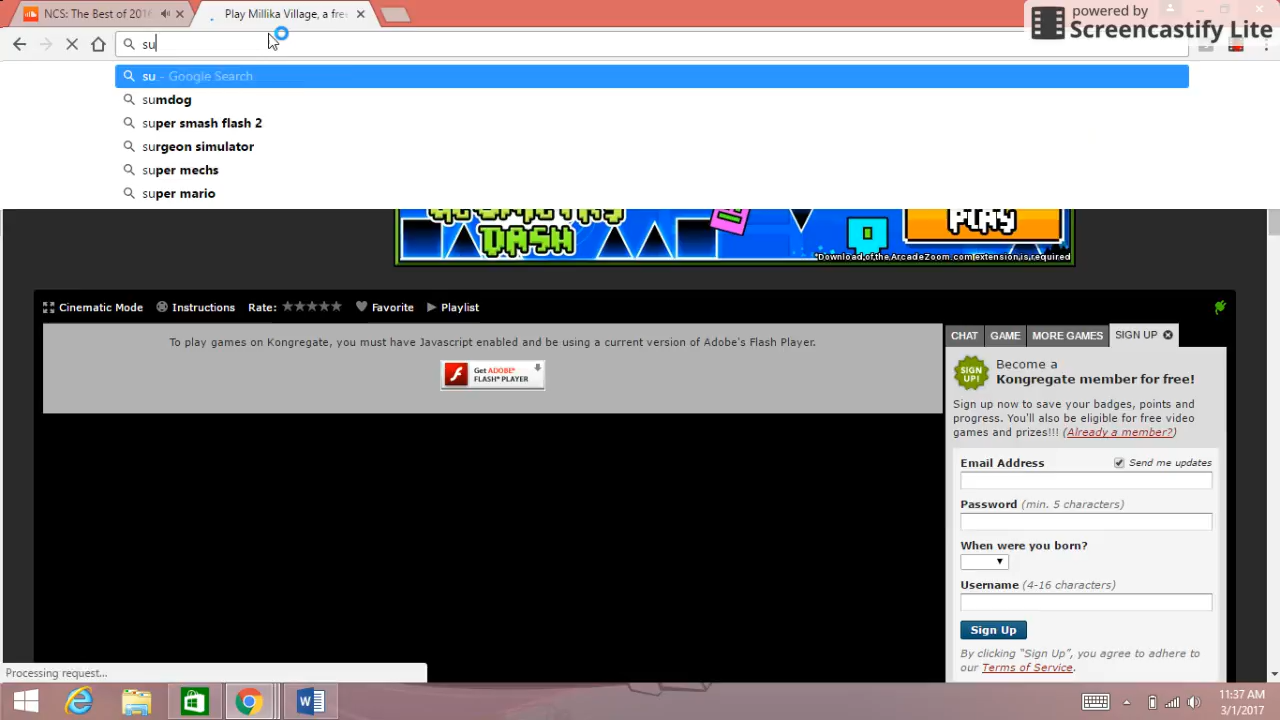 NCS: The Best of 2016
Play Millika Village, a free
powered by
Screencastify Lite
su
su - Google Search
sumdog
super smash flash 2
surgeon simulator
super mechs
super mario
GEOMETRY
DASH
PLAY
*Download of the ArcadeZoom.com extension is required
Cinematic Mode Instructions Rate: Favorite Playlist
To play games on Kongregate, you must have Javascript enabled and be using a current version of Adobe's Flash Player.
Get ADOBE®
FLASH® PLAYER
CHAT GAME MORE GAMES SIGN UP
SIGN
UP!
Become a
Kongregate member for free!
Sign up now to save your badges, points and
progress. You'll also be eligible for free video
games and prizes!!! (Already a member?)
Email Address Send me updates
Password (min. 5 characters)
When were you born?
Username (4-16 characters)
Sign Up
By clicking "Sign Up", you agree to adhere to
our Terms of Service.
Processing request...
11:37 AM
3/1/2017